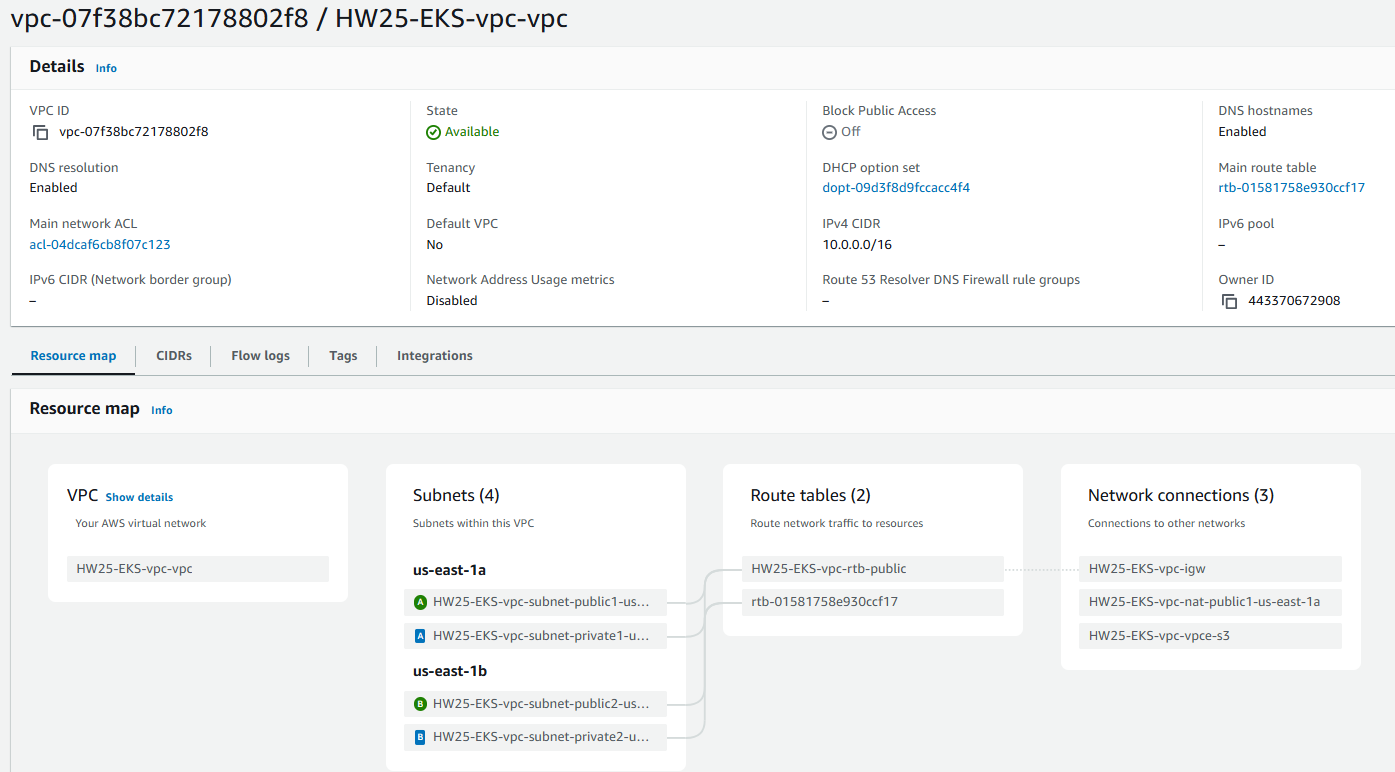 vpc-07f38bc72178802f8 / HW25-EKS-vpc-vpc
Details Info
VPC ID
vpc-07f38bc72178802f8
State
Available
Block Public Access
Off
DNS hostnames
Enabled
DNS resolution
Enabled
Tenancy
Default
DHCP option set
dopt-09d3f8d9fccacc4f4
Main route table
rtb-01581758e930ccf17
Main network ACL
acl-04dcaf6cb8f07c123
Default VPC
No
IPv4 CIDR
10.0.0.0/16
IPv6 pool
–
IPv6 CIDR (Network border group)
–
Network Address Usage metrics
Disabled
Route 53 Resolver DNS Firewall rule groups
–
Owner ID
443370672908
Resource map CIDRs Flow logs Tags Integrations
Resource map Info
VPC Show details
Your AWS virtual network
HW25-EKS-vpc-vpc
Subnets (4)
Subnets within this VPC
us-east-1a
A HW25-EKS-vpc-subnet-public1-us...
A HW25-EKS-vpc-subnet-private1-u...
us-east-1b
B HW25-EKS-vpc-subnet-public2-us...
B HW25-EKS-vpc-subnet-private2-u...
Route tables (2)
Route network traffic to resources
HW25-EKS-vpc-rtb-public
rtb-01581758e930ccf17
Network connections (3)
Connections to other networks
HW25-EKS-vpc-igw
HW25-EKS-vpc-nat-public1-us-east-1a
HW25-EKS-vpc-vpce-s3